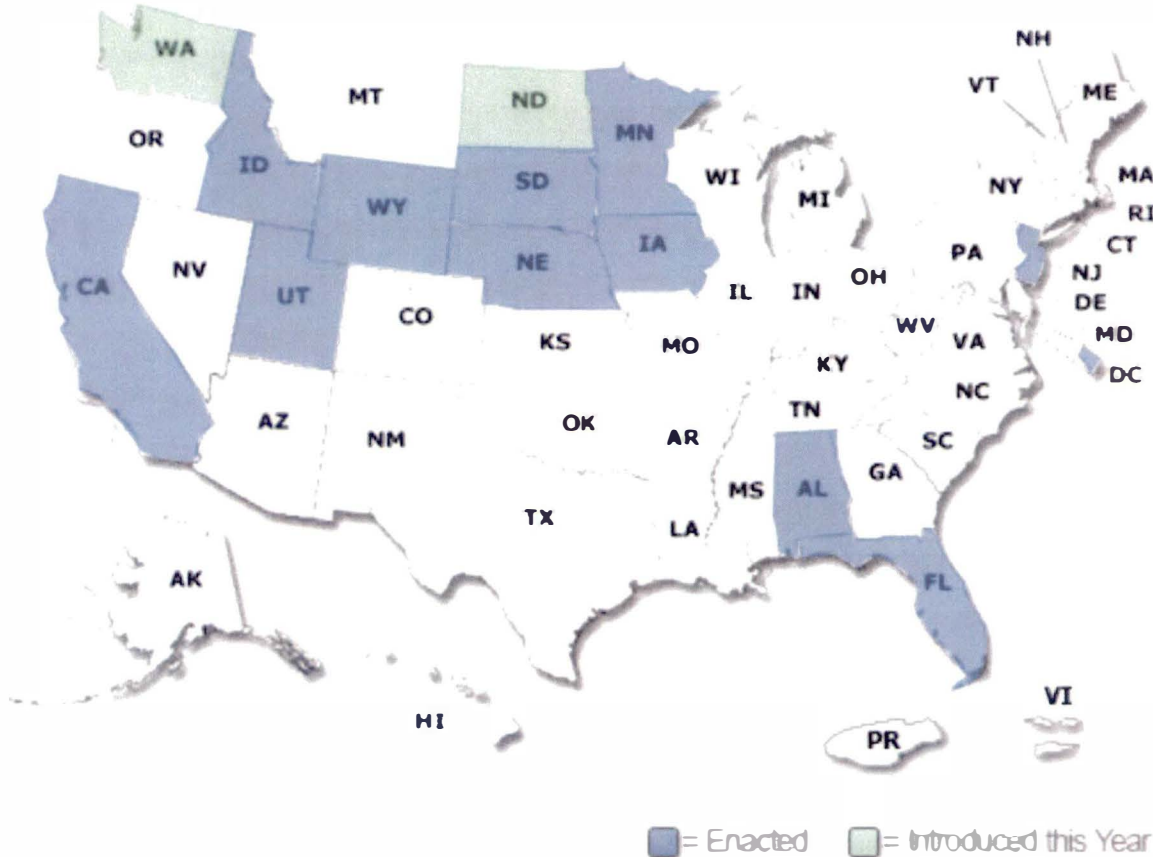 NH
WA
VT
ME
MT
ND
OR
MN
ID
SD
WI
NY
MA
WY
MI
RI
IA
CT
PA
NV
NE
OH
NJ
CA
UT
IL
IN
DE
CO
WV
MD
KS
MO
VA
KY
DC
NC
TN
AZ
OK
AR
SC
NM
GA
MS
AL
TX
LA
AK
FL
VI
HI
PR
= Enacted
= Introduced this Year